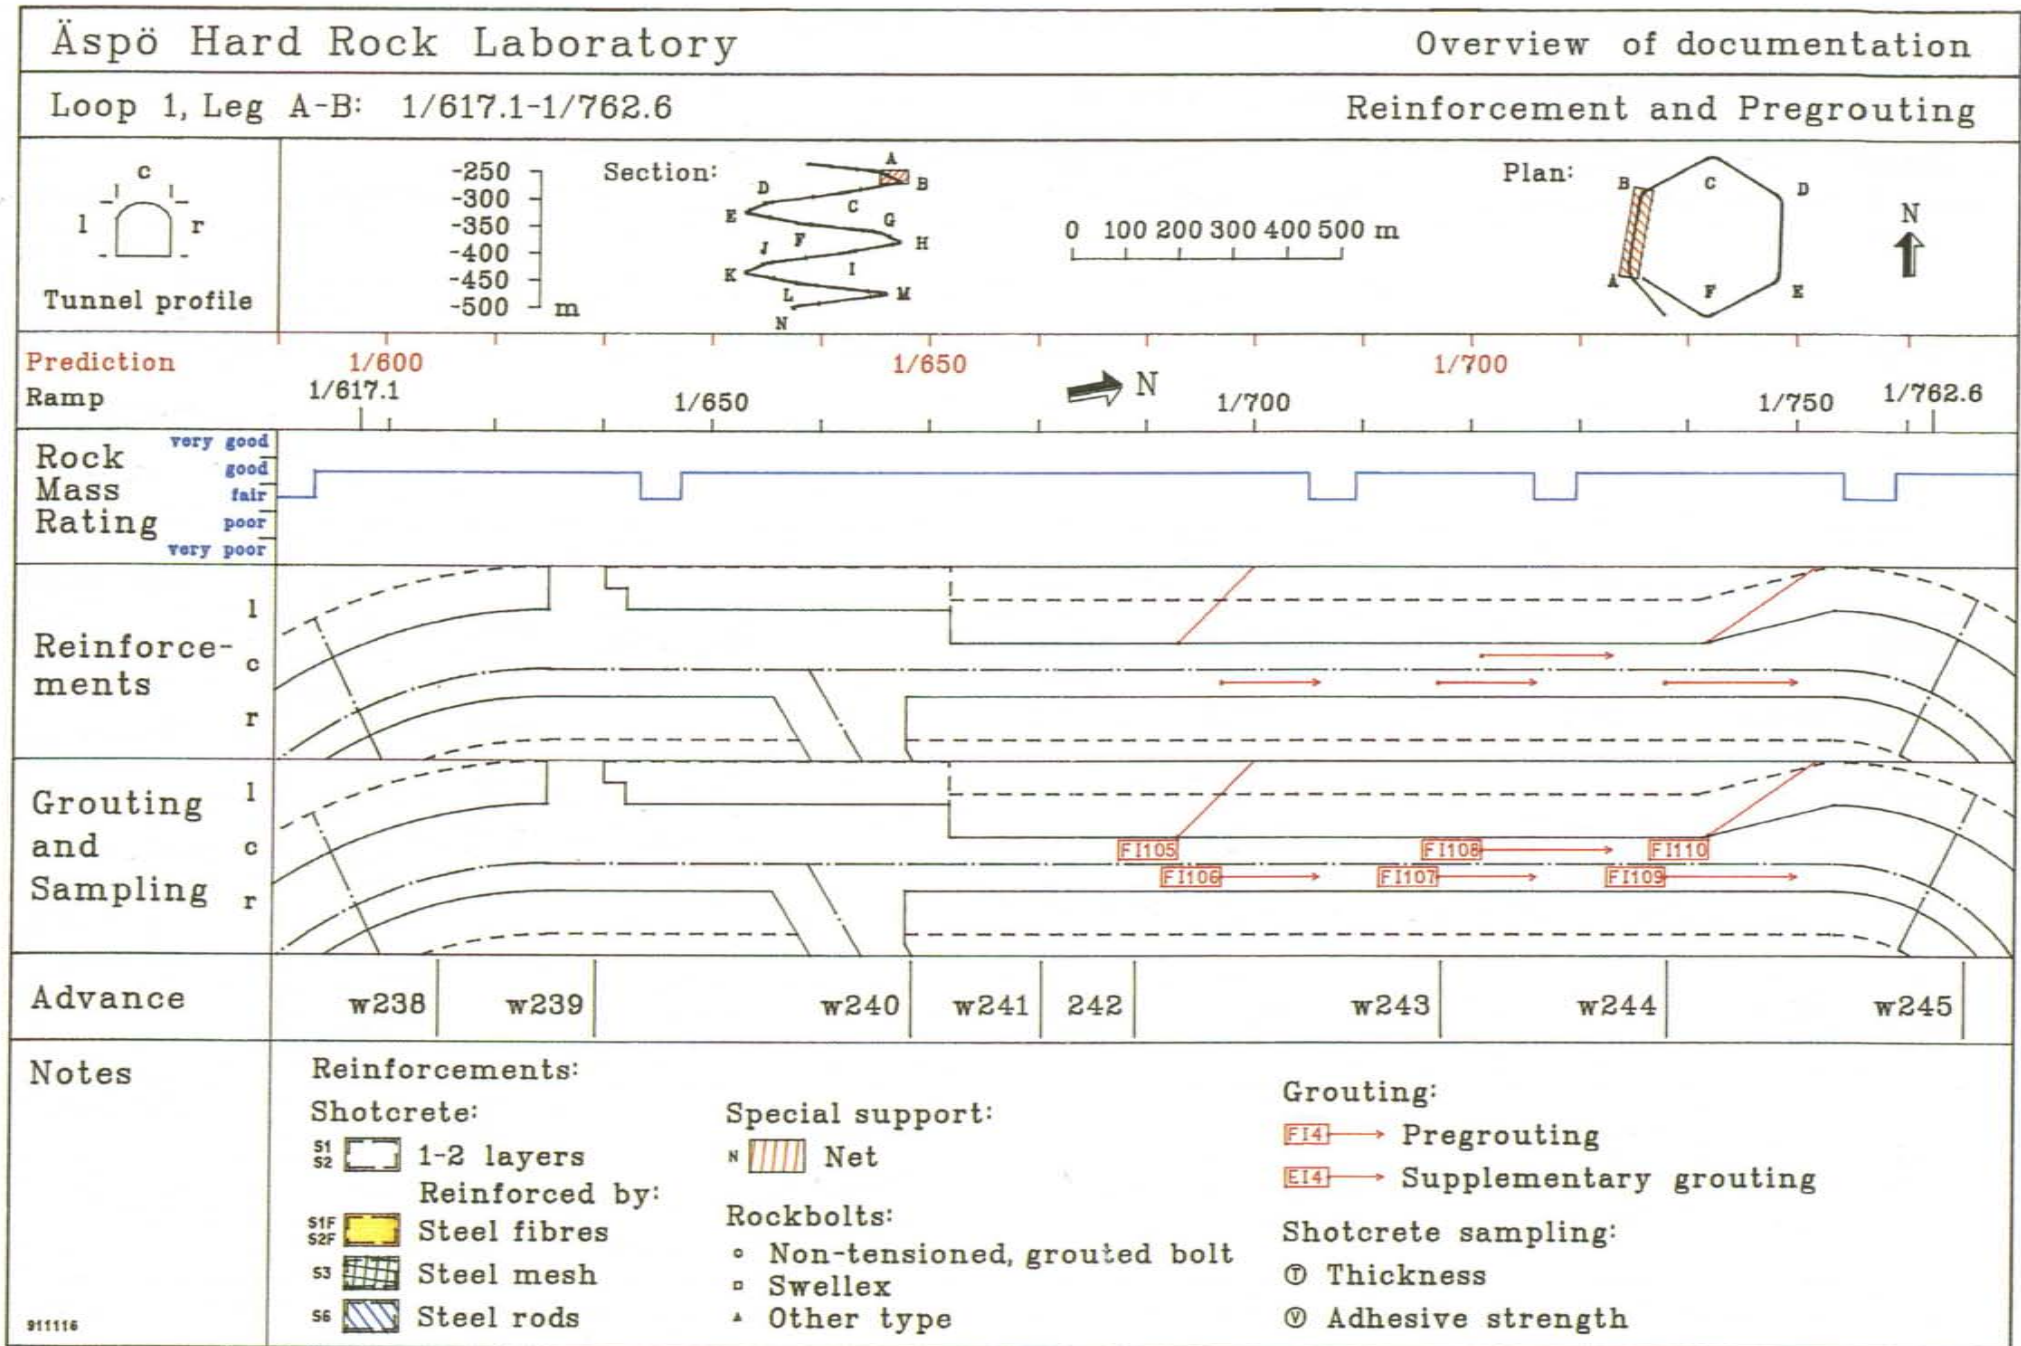 Äspö Hard Rock Laboratory Overview of documentation
Loop 1, Leg A-B: 1/617.1-1/762.6 Reinforcement and Pregrouting
c
l r
Tunnel profile
-250
-300
-350
-400
-450
-500 m
Section:
A
B
D
C
E
G
F
H
J
I
K
L
M
N
0 100 200 300 400 500 m
Plan:
B C D
A F E
N
Prediction 1/600 1/650 1/700
Ramp 1/617.1 1/650 N 1/700 1/750 1/762.6
Rock Mass Rating
very good
good
fair
poor
very poor
Reinforce-
ments
l
c
r
Grouting
and
Sampling
l
c
r
FI105 FI108 FI110
FI106 FI107 FI109
Advance w238 w239 w240 w241 242 w243 w244 w245
Notes
Reinforcements:
Shotcrete:
S1
S2
1-2 layers
Reinforced by:
S1F
S2F
Steel fibres
S3 Steel mesh
S6 Steel rods
Special support:
N Net
Rockbolts:
Non-tensioned, grouted bolt
Swellex
Other type
Grouting:
FI4 Pregrouting
EI4 Supplementary grouting
Shotcrete sampling:
T Thickness
V Adhesive strength
911116